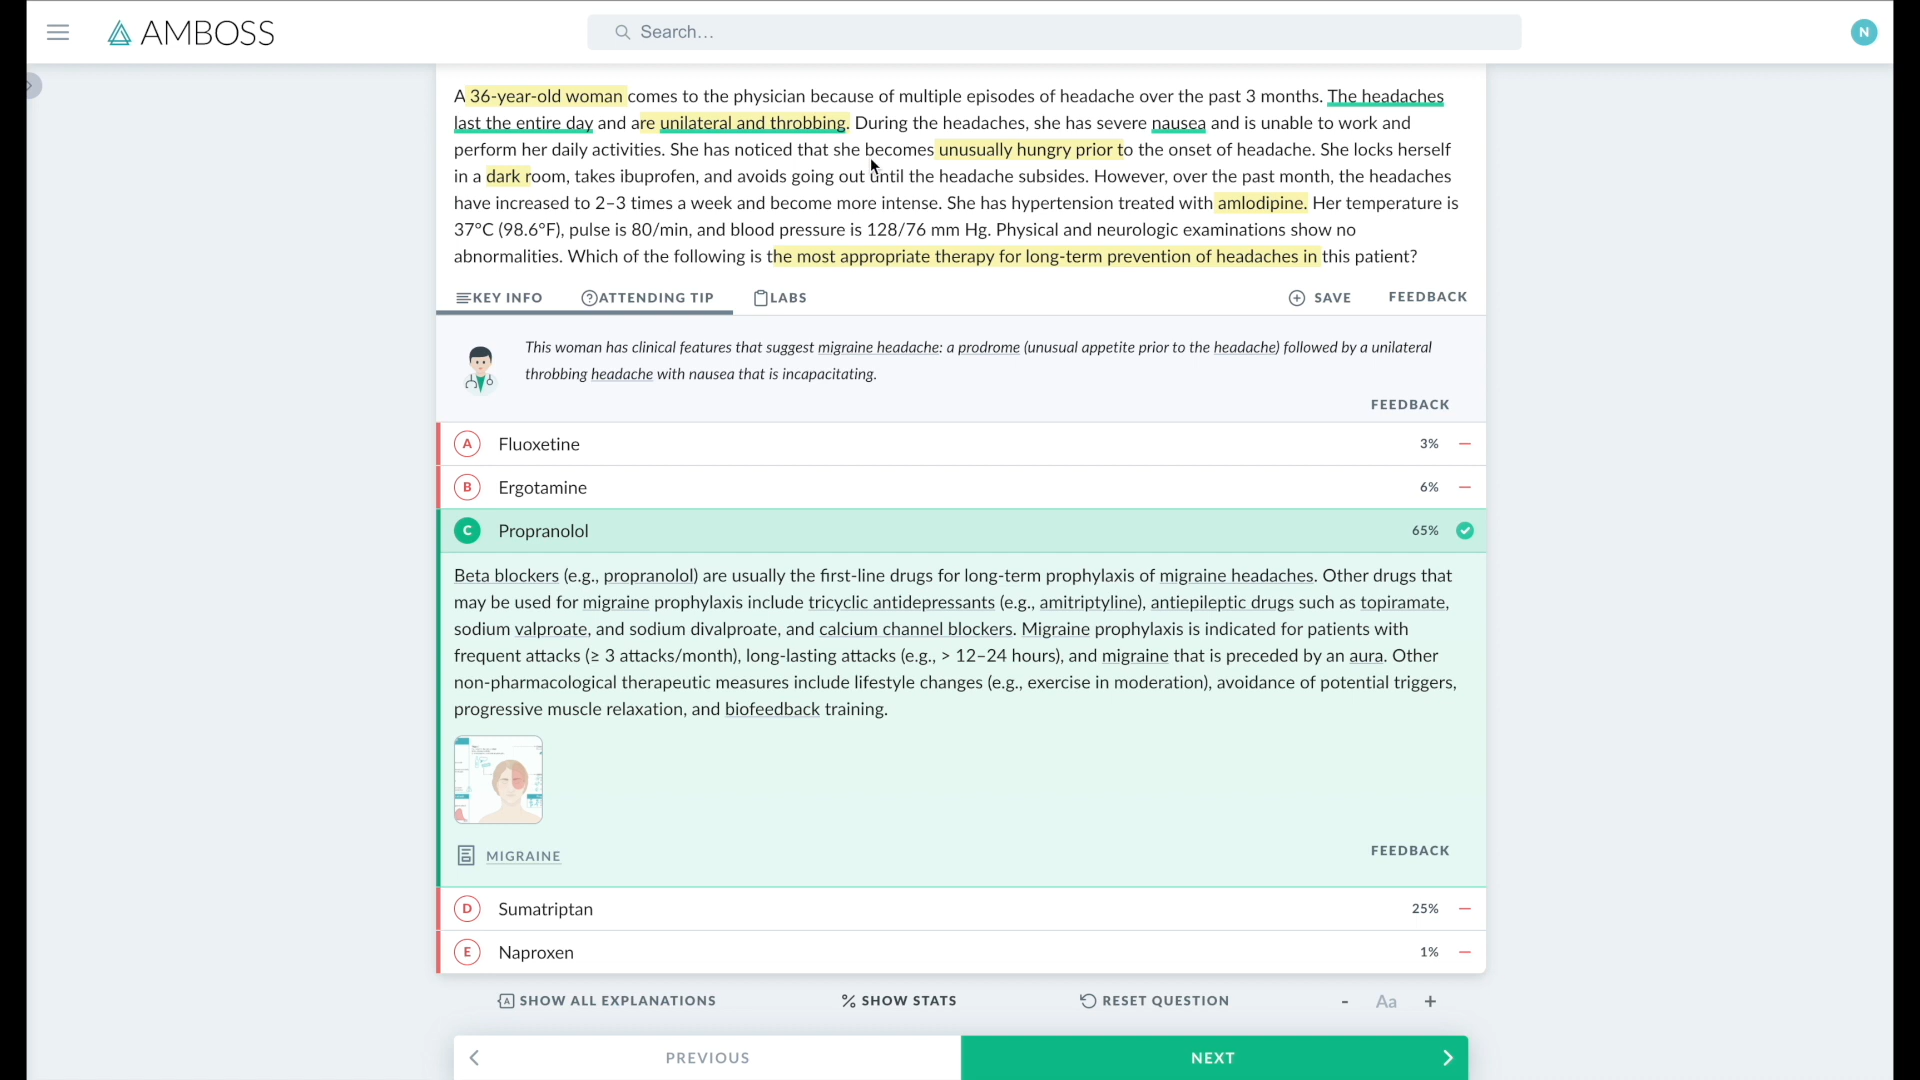 AMBOSS
Search...
N
A 36-year-old woman comes to the physician because of multiple episodes of headache over the past 3 months. The headaches
last the entire day and are unilateral and throbbing. During the headaches, she has severe nausea and is unable to work and
perform her daily activities. She has noticed that she becomes unusually hungry prior to the onset of headache. She locks herself
in a dark room, takes ibuprofen, and avoids going out until the headache subsides. However, over the past month, the headaches
have increased to 2–3 times a week and become more intense. She has hypertension treated with amlodipine. Her temperature is
37°C (98.6°F), pulse is 80/min, and blood pressure is 128/76 mm Hg. Physical and neurologic examinations show no
abnormalities. Which of the following is the most appropriate therapy for long-term prevention of headaches in this patient?
KEY INFO ATTENDING TIP LABS SAVE FEEDBACK
This woman has clinical features that suggest migraine headache: a prodrome (unusual appetite prior to the headache) followed by a unilateral
throbbing headache with nausea that is incapacitating.
FEEDBACK
A Fluoxetine 3%
B Ergotamine 6%
C Propranolol 65%
Beta blockers (e.g., propranolol) are usually the first-line drugs for long-term prophylaxis of migraine headaches. Other drugs that
may be used for migraine prophylaxis include tricyclic antidepressants (e.g., amitriptyline), antiepileptic drugs such as topiramate,
sodium valproate, and sodium divalproate, and calcium channel blockers. Migraine prophylaxis is indicated for patients with
frequent attacks (≥ 3 attacks/month), long-lasting attacks (e.g., > 12–24 hours), and migraine that is preceded by an aura. Other
non-pharmacological therapeutic measures include lifestyle changes (e.g., exercise in moderation), avoidance of potential triggers,
progressive muscle relaxation, and biofeedback training.
MIGRAINE FEEDBACK
D Sumatriptan 25%
E Naproxen 1%
A SHOW ALL EXPLANATIONS % SHOW STATS RESET QUESTION - Aa +
PREVIOUS NEXT